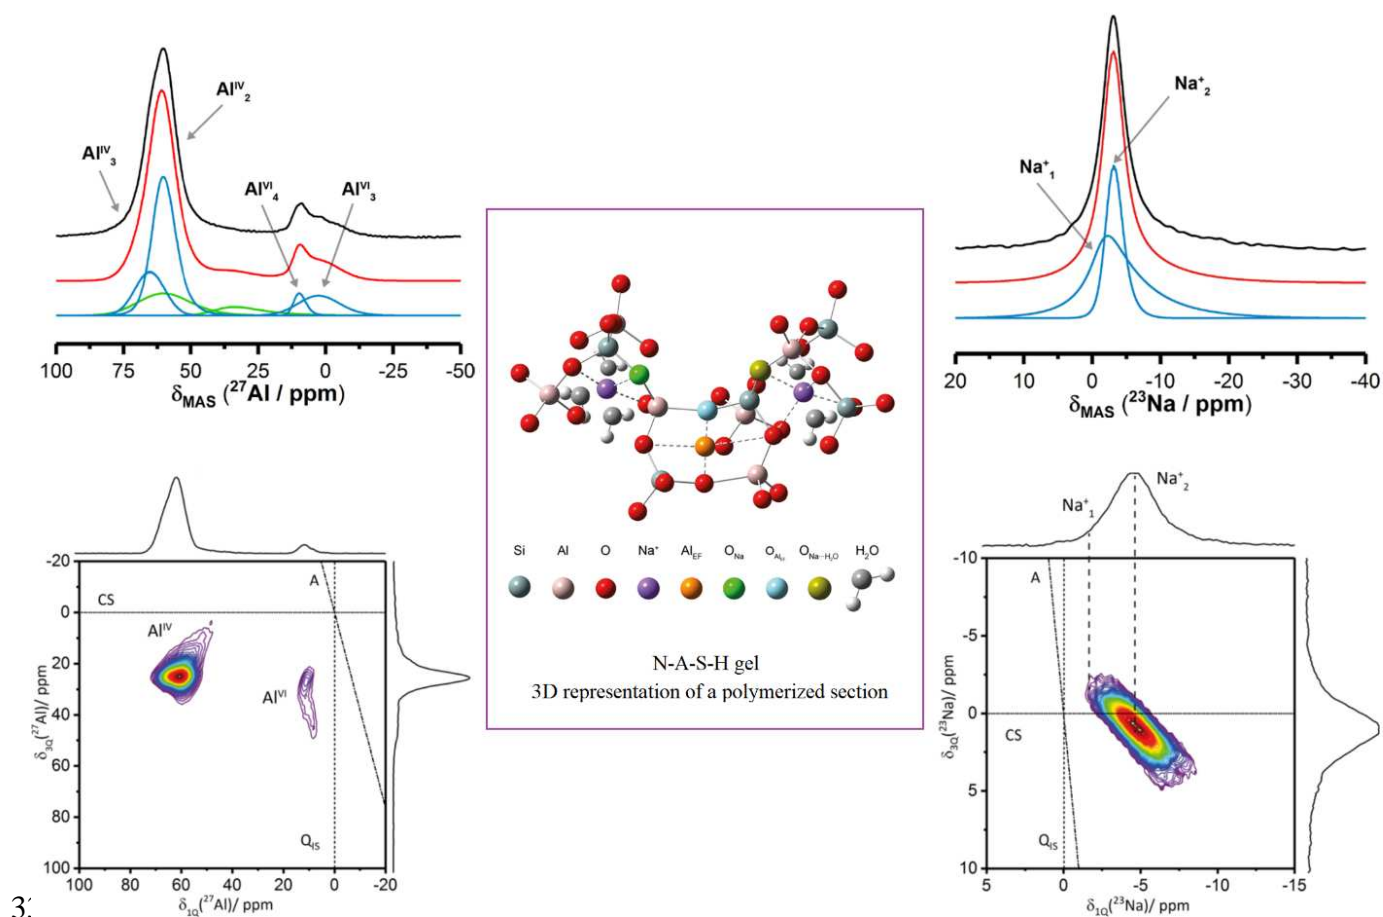 Al^IV_2
Al^IV_3
Al^VI_4
Al^VI_3
100 75 50 25 0 -25 -50
δ_MAS (^27Al / ppm)
Na^+_2
Na^+_1
20 10 0 -10 -20 -30 -40
δ_MAS (^23Na / ppm)
Si Al O Na^+ Al_EF O_Na O_Na---H₂O H₂O
N-A-S-H gel
3D representation of a polymerized section
-20
0
20
40
60
80
100
δ_3Q(^27Al)/ ppm
A
CS
Al^IV
Al^VI
Q_IS
100 80 60 40 20 0 -20
δ_1Q(^27Al)/ ppm
Na^+_1
Na^+_2
-10
-5
0
5
10
δ_3Q(^23Na)/ ppm
A
CS
Q_IS
5 0 -5 -10 -15
δ_1Q(^23Na)/ ppm